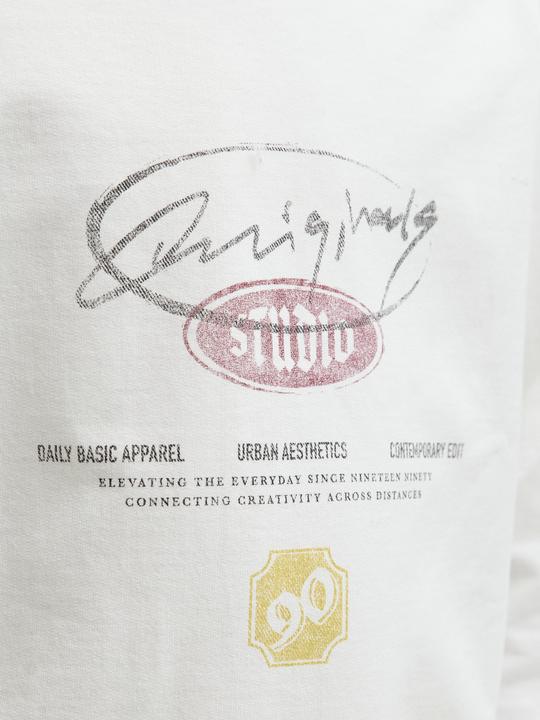 Originals
STUDIO
DAILY BASIC APPAREL URBAN AESTHETICS CONTEMPORARY EDIT
ELEVATING THE EVERYDAY SINCE NINETEEN NINETY
CONNECTING CREATIVITY ACROSS DISTANCES
90